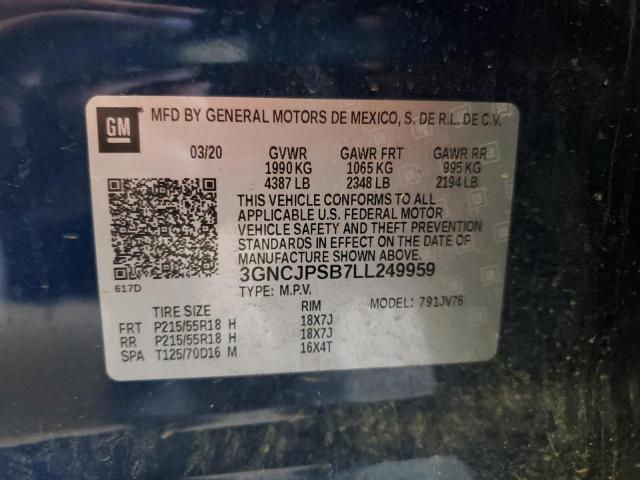 GM
MFD BY GENERAL MOTORS DE MEXICO, S. DE R.L. DE C.V.
03/20 GVWR GAWR FRT GAWR RR
1990 KG 1065 KG 995 KG
4387 LB 2348 LB 2194 LB
THIS VEHICLE CONFORMS TO ALL
APPLICABLE U.S. FEDERAL MOTOR
VEHICLE SAFETY AND THEFT PREVENTION
STANDARDS IN EFFECT ON THE DATE OF
MANUFACTURE SHOWN ABOVE.
3GNCJPSB7LL249959
617D
TYPE: M.P.V.
MODEL: 791JV76
TIRE SIZE RIM
FRT P215/55R18 H 18X7J
RR P215/55R18 H 18X7J
SPA T125/70D16 M 16X4T